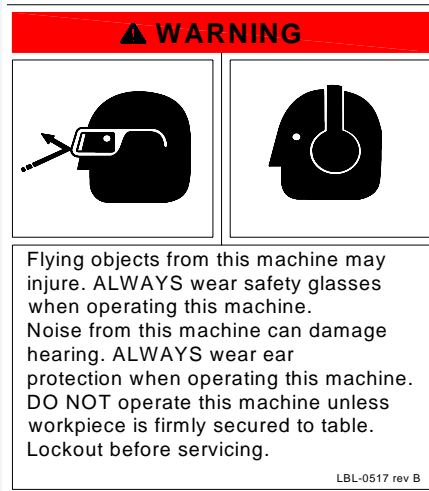 WARNING
Flying objects from this machine may
injure. ALWAYS wear safety glasses
when operating this machine.
Noise from this machine can damage
hearing. ALWAYS wear ear
protection when operating this machine.
DO NOT operate this machine unless
workpiece is firmly secured to table.
Lockout before servicing.
LBL-0517 rev B